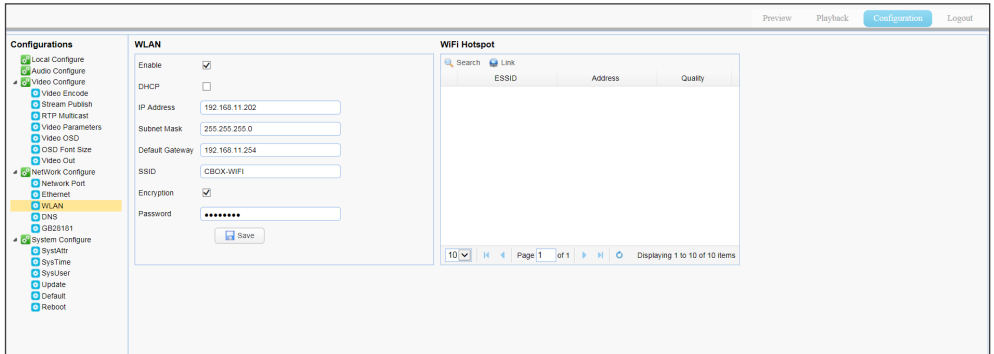 Preview Playback Configuration Logout
Configurations
Local Configure
Audio Configure
Video Configure
Video Encode
Stream Publish
RTP Multicast
Video Parameters
Video OSD
OSD Font Size
Video Out
NetWork Configure
Network Port
Ethernet
WLAN
DNS
GB28181
System Configure
SystAttr
SysTime
SysUser
Update
Default
Reboot
WLAN
Enable
DHCP
IP Address 192.168.11.202
Subnet Mask 255.255.255.0
Default Gateway 192.168.11.254
SSID CBOX-WIFI
Encryption
Password ••••••••
Save
WiFi Hotspot
Search Link
ESSID Address Quality
10 Page 1 of 1 Displaying 1 to 10 of 10 items